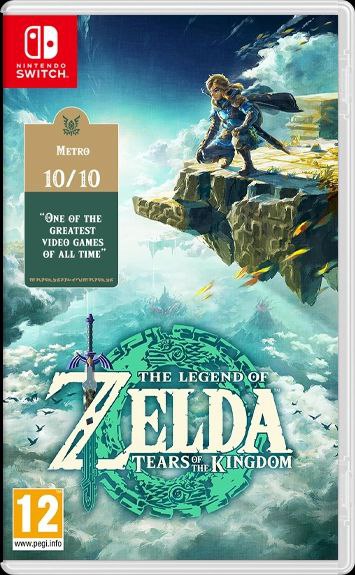 NINTENDO
SWITCH
METRO
10/10
"ONE OF THE
GREATEST
VIDEO GAMES
OF ALL TIME"
THE LEGEND OF
ZELDA
TEARS OF THE KINGDOM
12
www.pegi.info